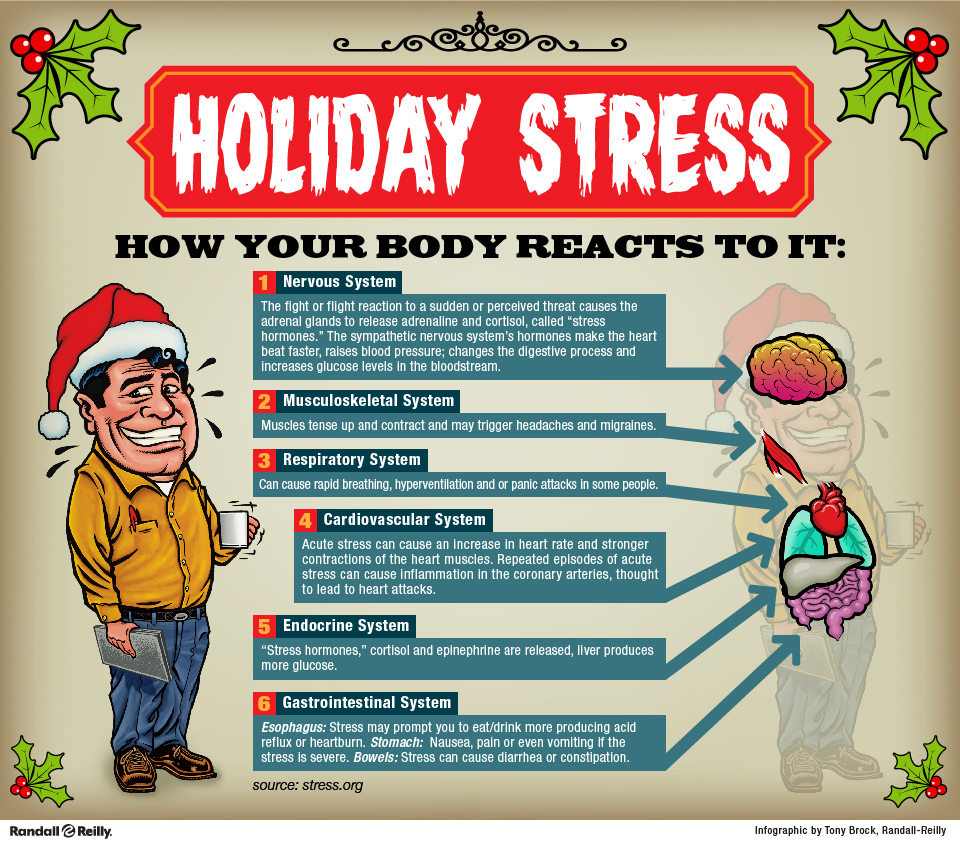 HOLIDAY STRESS
HOW YOUR BODY REACTS TO IT:
1 Nervous System
The fight or flight reaction to a sudden or perceived threat causes the
adrenal glands to release adrenaline and cortisol, called “stress
hormones.” The sympathetic nervous system’s hormones make the heart
beat faster, raises blood pressure; changes the digestive process and
increases glucose levels in the bloodstream.
2 Musculoskeletal System
Muscles tense up and contract and may trigger headaches and migraines.
3 Respiratory System
Can cause rapid breathing, hyperventilation and or panic attacks in some people.
4 Cardiovascular System
Acute stress can cause an increase in heart rate and stronger
contractions of the heart muscles. Repeated episodes of acute
stress can cause inflammation in the coronary arteries, thought
to lead to heart attacks.
5 Endocrine System
“Stress hormones,” cortisol and epinephrine are released, liver produces
more glucose.
6 Gastrointestinal System
Esophagus: Stress may prompt you to eat/drink more producing acid
reflux or heartburn. Stomach: Nausea, pain or even vomiting if the
stress is severe. Bowels: Stress can cause diarrhea or constipation.
source: stress.org
Randall Reilly.
Infographic by Tony Brock, Randall-Reilly